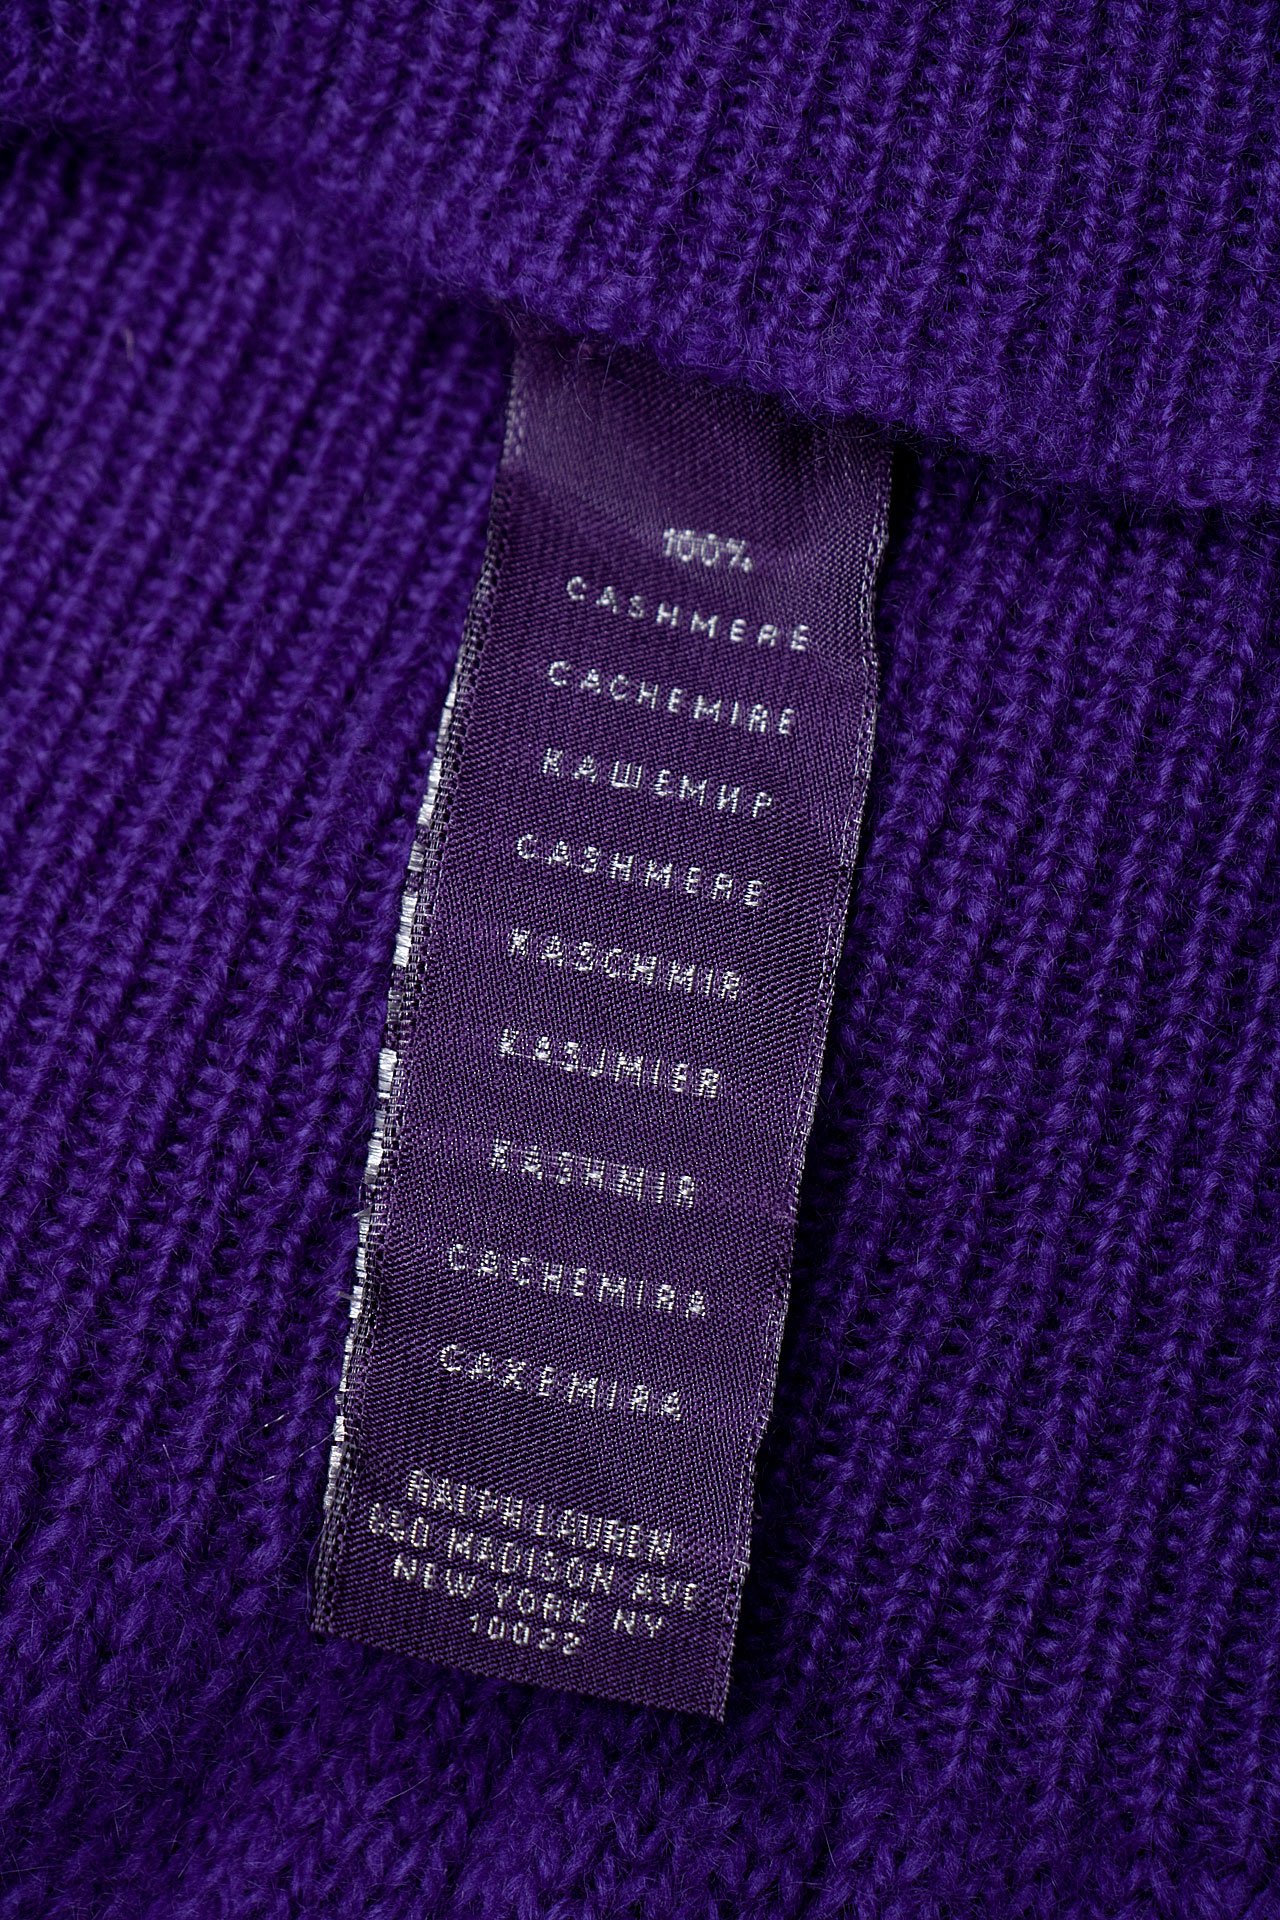 100%
CASHMERE
CACHEMIRE
КАШЕМИР
CASHMERE
KASCHMIR
KASJMIER
KASHMIR
CACHEMIRA
CAXEMIRA
RALPH LAUREN
650 MADISON AVE
NEW YORK NY
10022